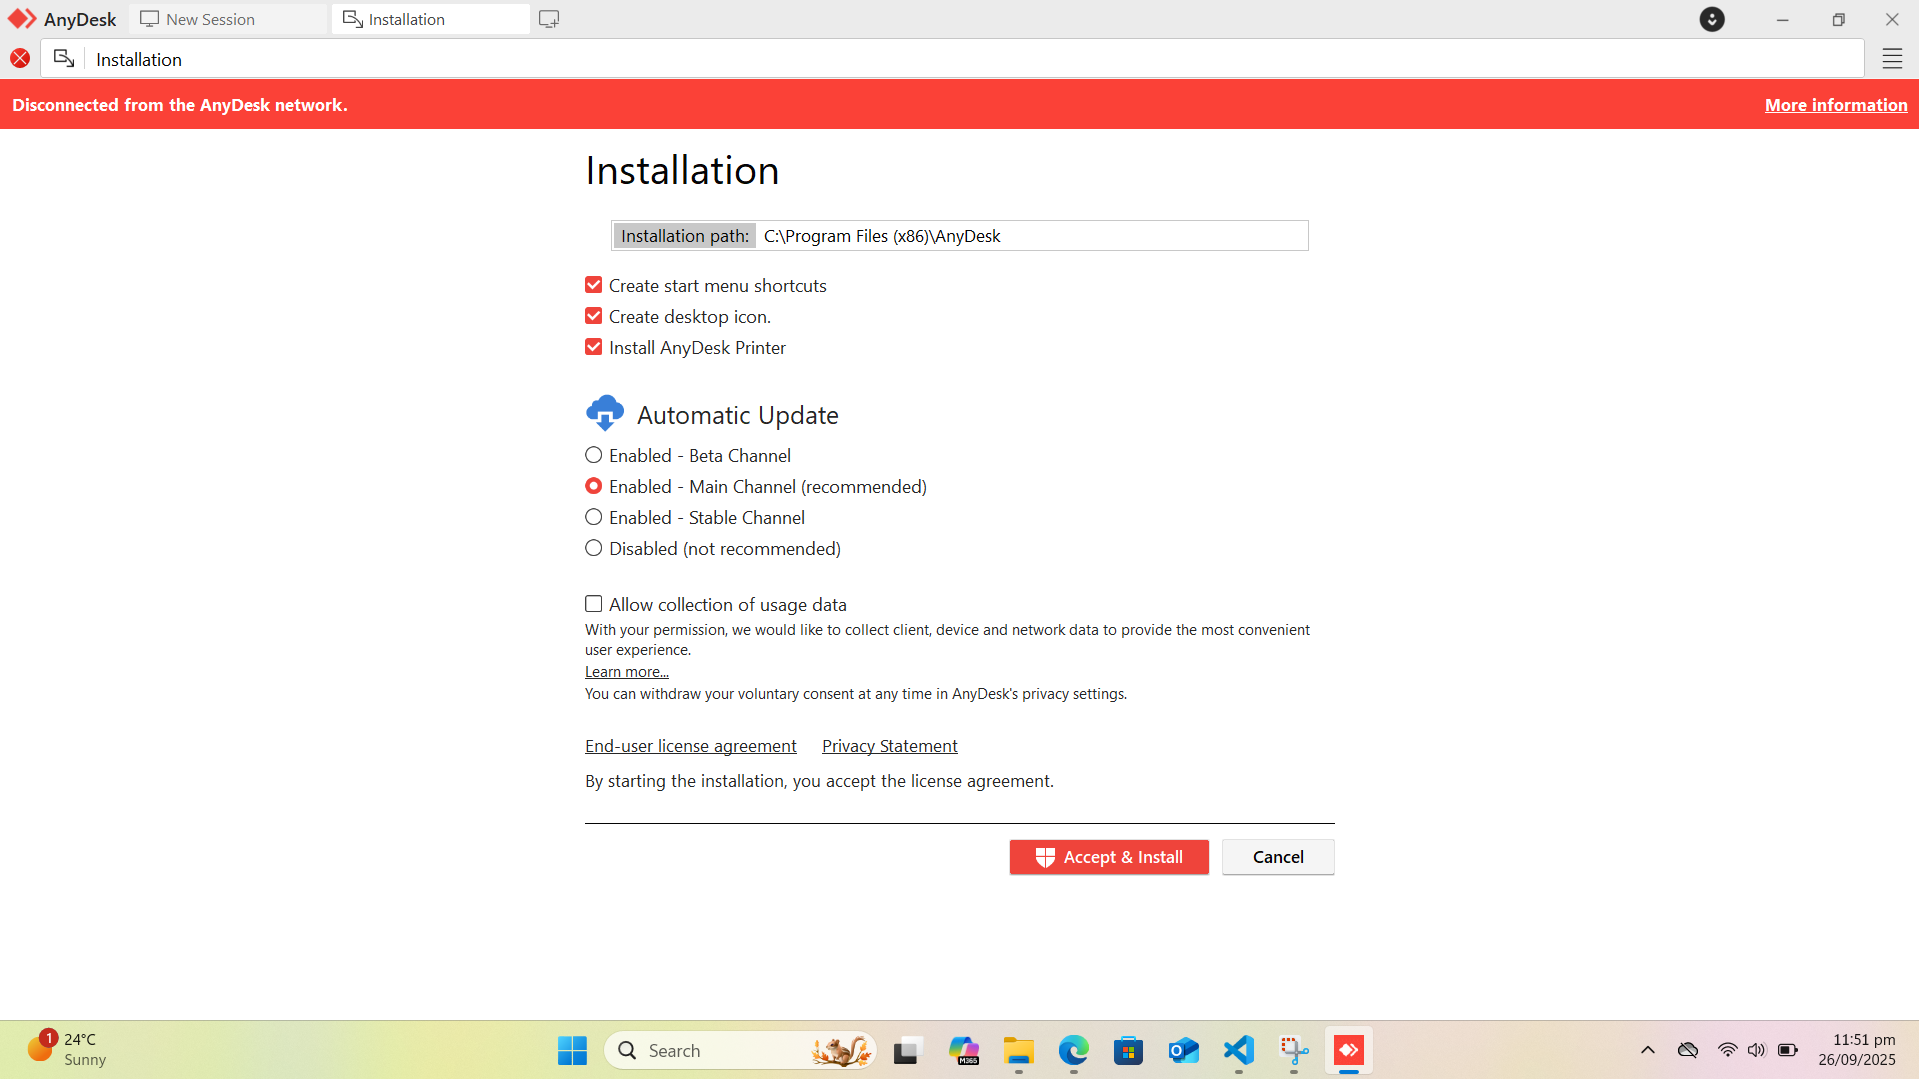 AnyDesk
New Session
Installation
Installation
Disconnected from the AnyDesk network.
More information
Installation
Installation path: C:\Program Files (x86)\AnyDesk
Create start menu shortcuts
Create desktop icon.
Install AnyDesk Printer
Automatic Update
Enabled - Beta Channel
Enabled - Main Channel (recommended)
Enabled - Stable Channel
Disabled (not recommended)
Allow collection of usage data
With your permission, we would like to collect client, device and network data to provide the most convenient
user experience.
Learn more...
You can withdraw your voluntary consent at any time in AnyDesk's privacy settings.
End-user license agreement
Privacy Statement
By starting the installation, you accept the license agreement.
Accept & Install
Cancel
1
24°C
Sunny
Search
M365
11:51 pm
26/09/2025